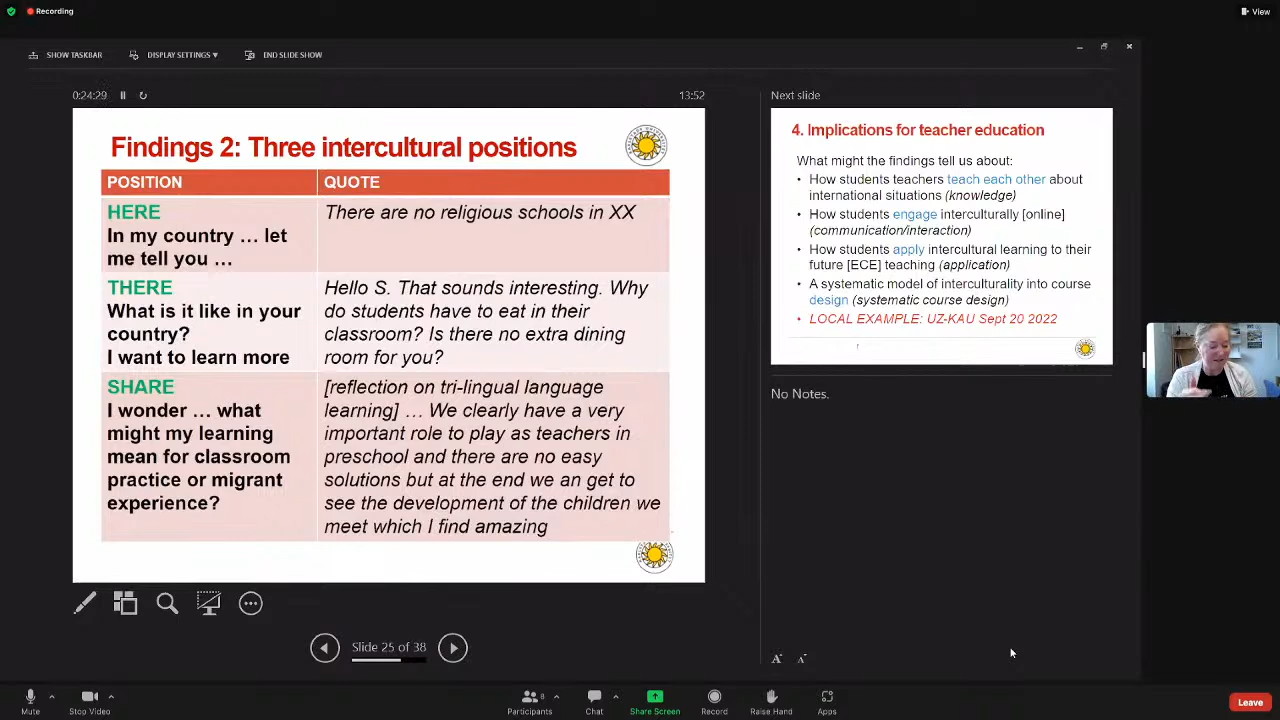 Recording
View
SHOW TASKBAR
DISPLAY SETTINGS ▾
END SLIDE SHOW
0:24:29
13:52
Findings 2: Three intercultural positions
POSITION
QUOTE
HERE
In my country … let
me tell you …
There are no religious schools in XX
THERE
What is it like in your
country?
I want to learn more
Hello S. That sounds interesting. Why
do students have to eat in their
classroom? Is there no extra dining
room for you?
SHARE
I wonder … what
might my learning
mean for classroom
practice or migrant
experience?
[reflection on tri-lingual language
learning] … We clearly have a very
important role to play as teachers in
preschool and there are no easy
solutions but at the end we an get to
see the development of the children we
meet which I find amazing
Slide 25 of 38
Next slide
4. Implications for teacher education
What might the findings tell us about:
• How students teachers teach each other about
international situations (knowledge)
• How students engage interculturally [online]
(communication/interaction)
• How students apply intercultural learning to their
future [ECE] teaching (application)
• A systematic model of interculturality into course
design (systematic course design)
• LOCAL EXAMPLE: UZ-KAU Sept 20 2022
No Notes.
A A
Mute
Stop Video
Participants
8
Chat
Share Screen
Record
Raise Hand
Apps
Leave